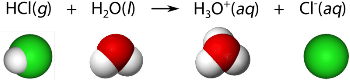 HCl(g) + H₂O(l) ⟶ H₃O⁺(aq) + Cl⁻(aq)